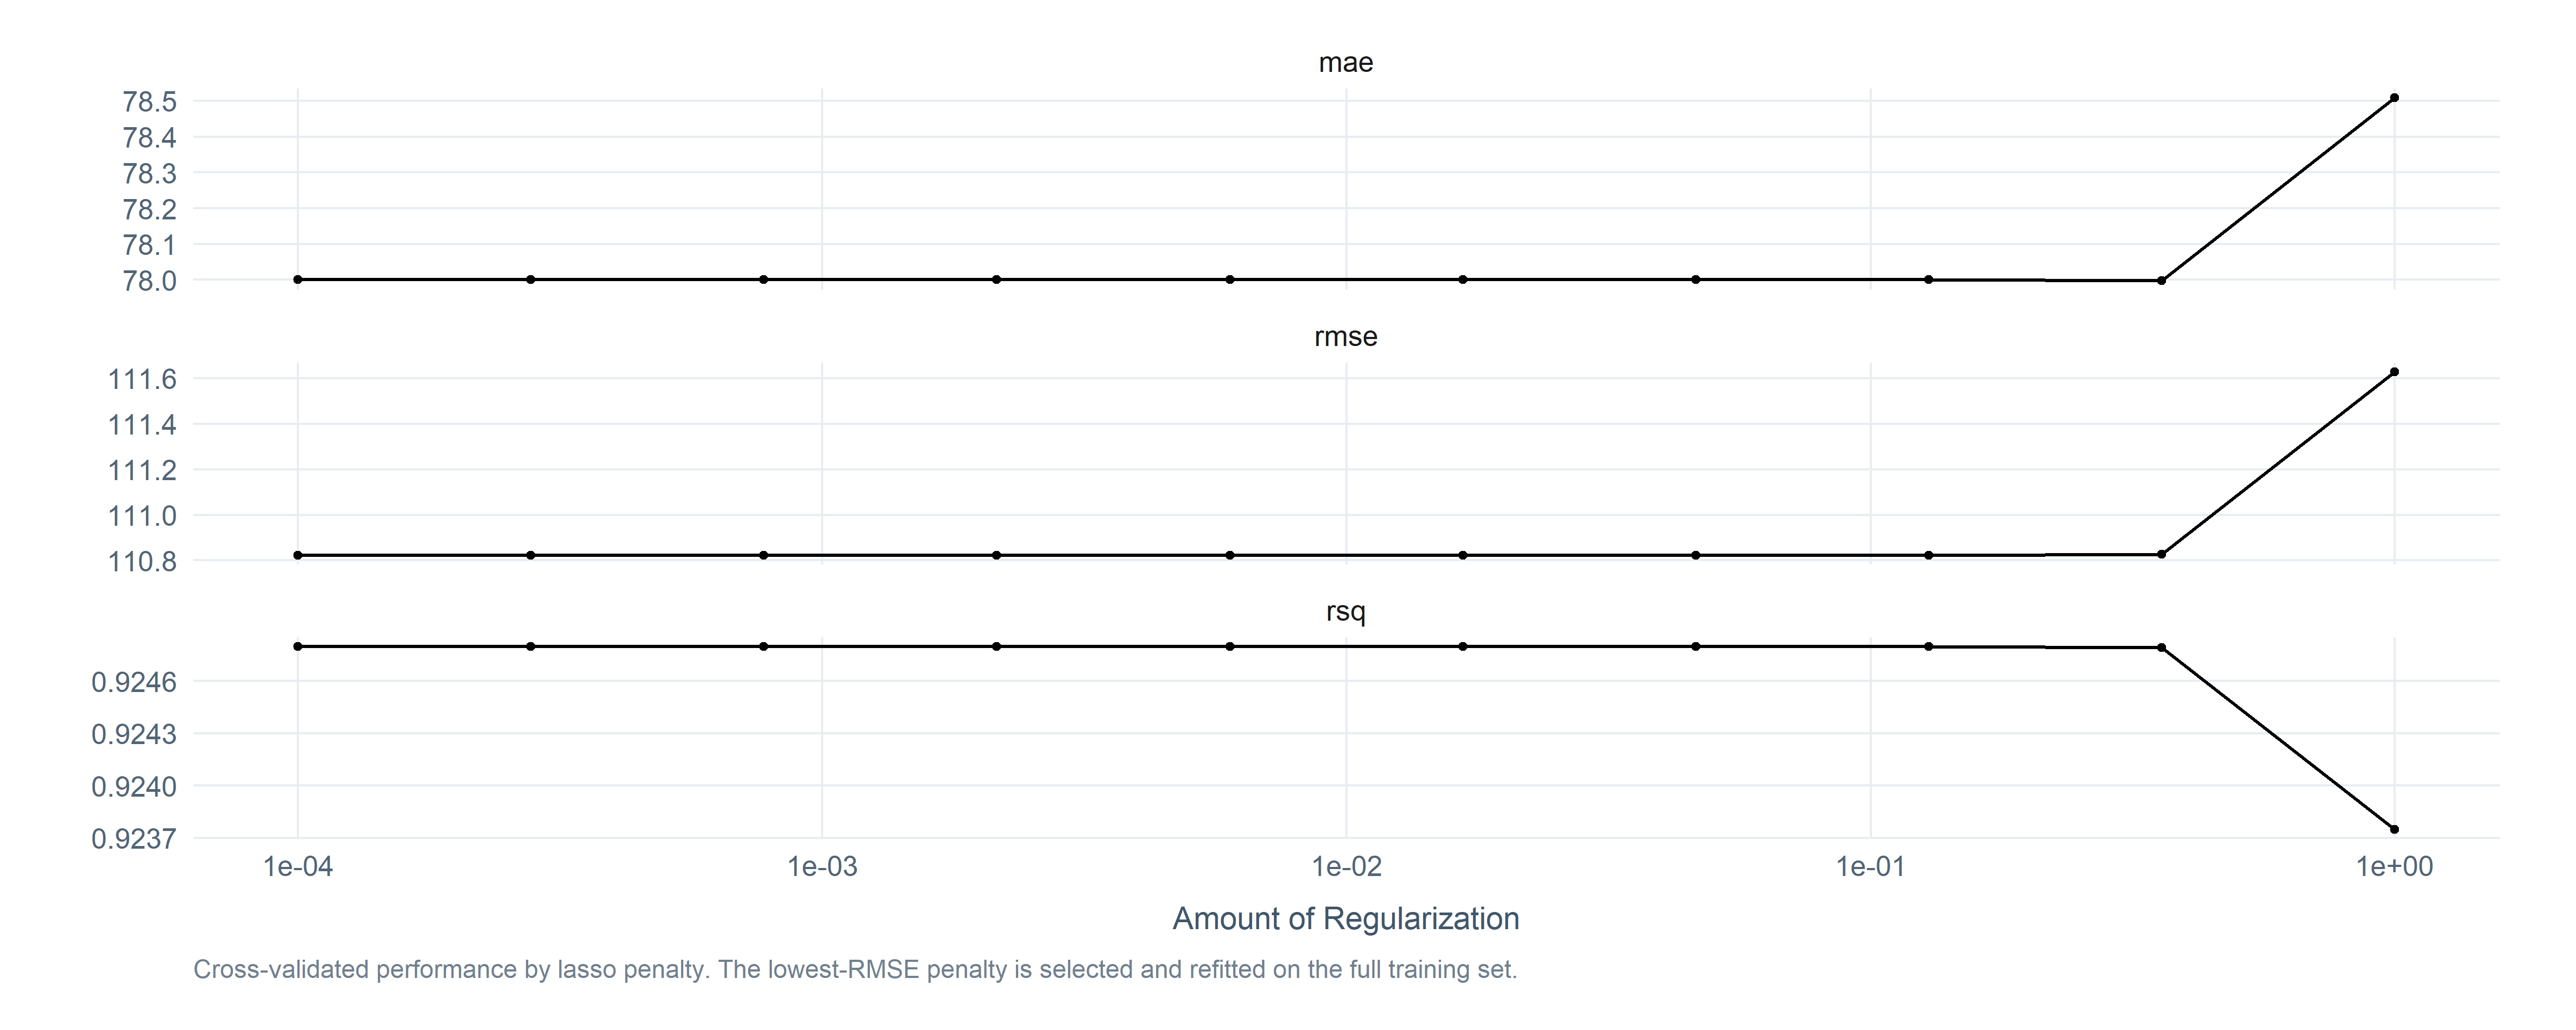 mae
78.5
78.4
78.3
78.2
78.1
78.0
rmse
111.6
111.4
111.2
111.0
110.8
rsq
0.9246
0.9243
0.9240
0.9237
1e-04 1e-03 1e-02 1e-01 1e+00
Amount of Regularization
Cross-validated performance by lasso penalty. The lowest-RMSE penalty is selected and refitted on the full training set.